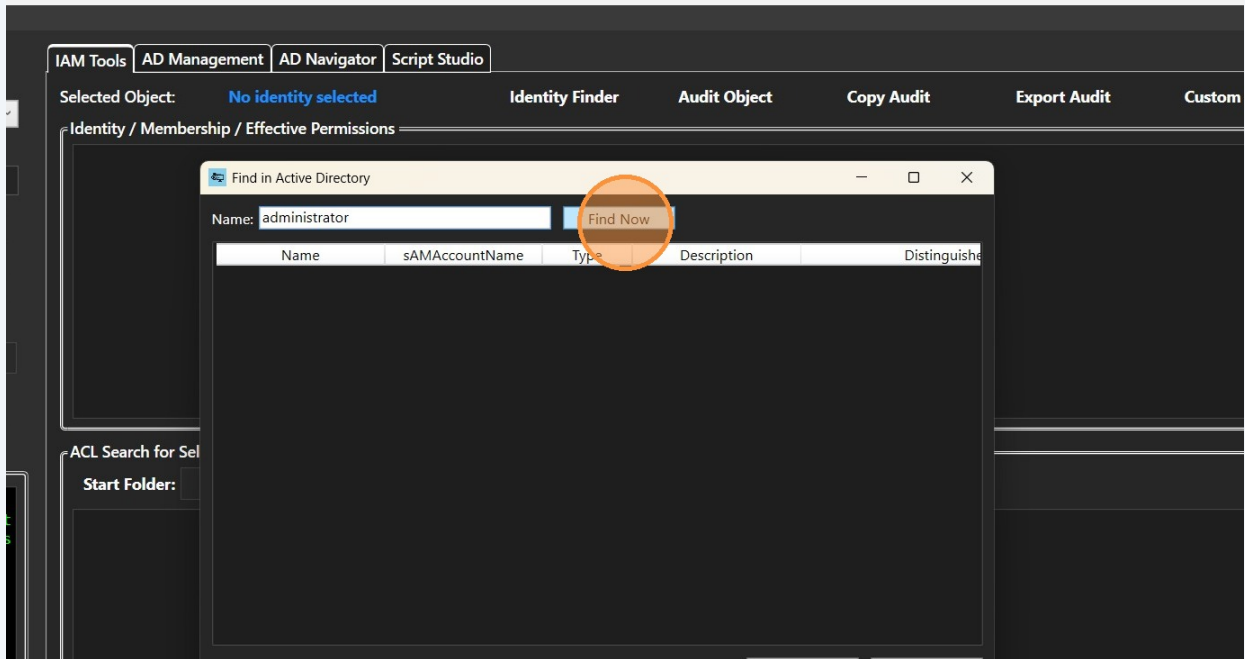 IAM Tools AD Management AD Navigator Script Studio
Selected Object: No identity selected Identity Finder Audit Object Copy Audit Export Audit Custom
Identity / Membership / Effective Permissions
Find in Active Directory
Name: administrator Find Now
Name sAMAccountName Type Description Distinguishe
ACL Search for Sel
Start Folder:
t
s